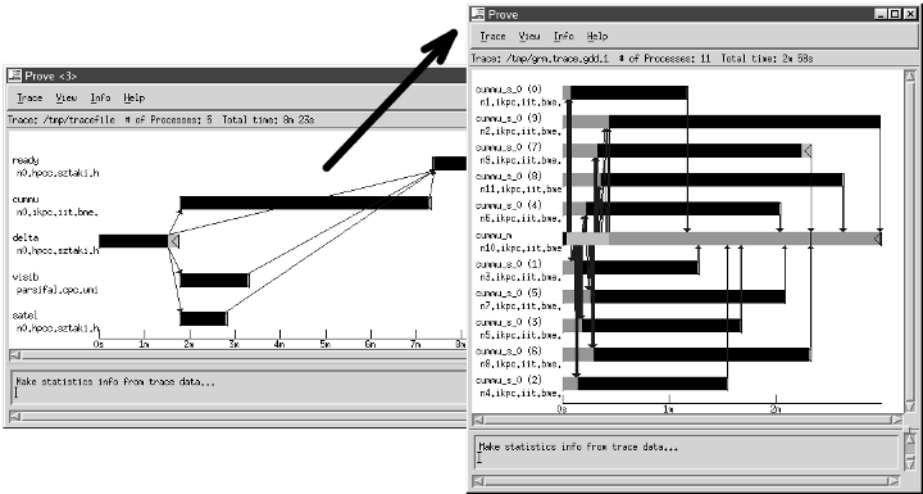 Prove <3>
Trace View Info Help
Trace: /tmp/tracefile # of Processes: 5 Total time: 8m 23s
ready
n0.hpcc.sztaki.h
cummu
n0.ikpc.iit.bme.
delta
n0.hpcc.sztaki.h
visib
parsifal.cpc.wmi
satel
n0.hpcc.sztaki.h
0s 1m 2m 3m 4m 5m 6m 7m 8m
Make statistics info from trace data...
Prove
Trace View Info Help
Trace: /tmp/grm.trace.gdd.1 # of Processes: 11 Total time: 2m 58s
cummu_s_0 (0)
n1.ikpc.iit.bme.
cummu_s_0 (9)
n2.ikpc.iit.bme.
cummu_s_0 (7)
n9.ikpc.iit.bme.
cummu_s_0 (8)
n11.ikpc.iit.bme.
cummu_s_0 (4)
n6.ikpc.iit.bme.
cummu_m
n10.ikpc.iit.bme
cummu_s_0 (1)
n3.ikpc.iit.bme.
cummu_s_0 (5)
n7.ikpc.iit.bme.
cummu_s_0 (3)
n5.ikpc.iit.bme.
cummu_s_0 (6)
n8.ikpc.iit.bme.
cummu_s_0 (2)
n4.ikpc.iit.bme.
0s 1m 2m
Make statistics info from trace data...